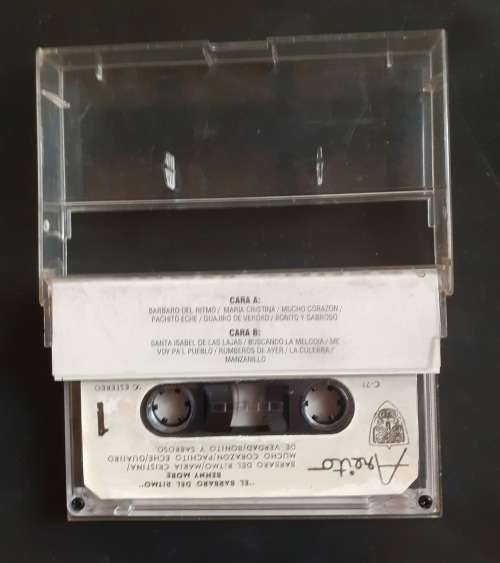 CARA A:
BARBARO DEL RITMO / MARIA CRISTINA / MUCHO CORAZON /
PACHITO ECHE / GUAJIRO DE VERDAD / BONITO Y SABROSO
CARA B:
SANTA ISABEL DE LAS LAJAS / BUSCANDO LA MELODIA / ME
VOY PA'L PUEBLO / RUMBEROS DE AYER / LA CULEBRA /
MANZANILLO
"EL BARBARO DEL RITMO"
BENNY MORE
BARBARO DEL RITMO/MARIA CRISTINA/
MUCHO CORAZON/PACHITO ECHE/GUAJIRO
DE VERDAD/BONITO Y SABROSO
Areito
1
C-71
ESTEREO